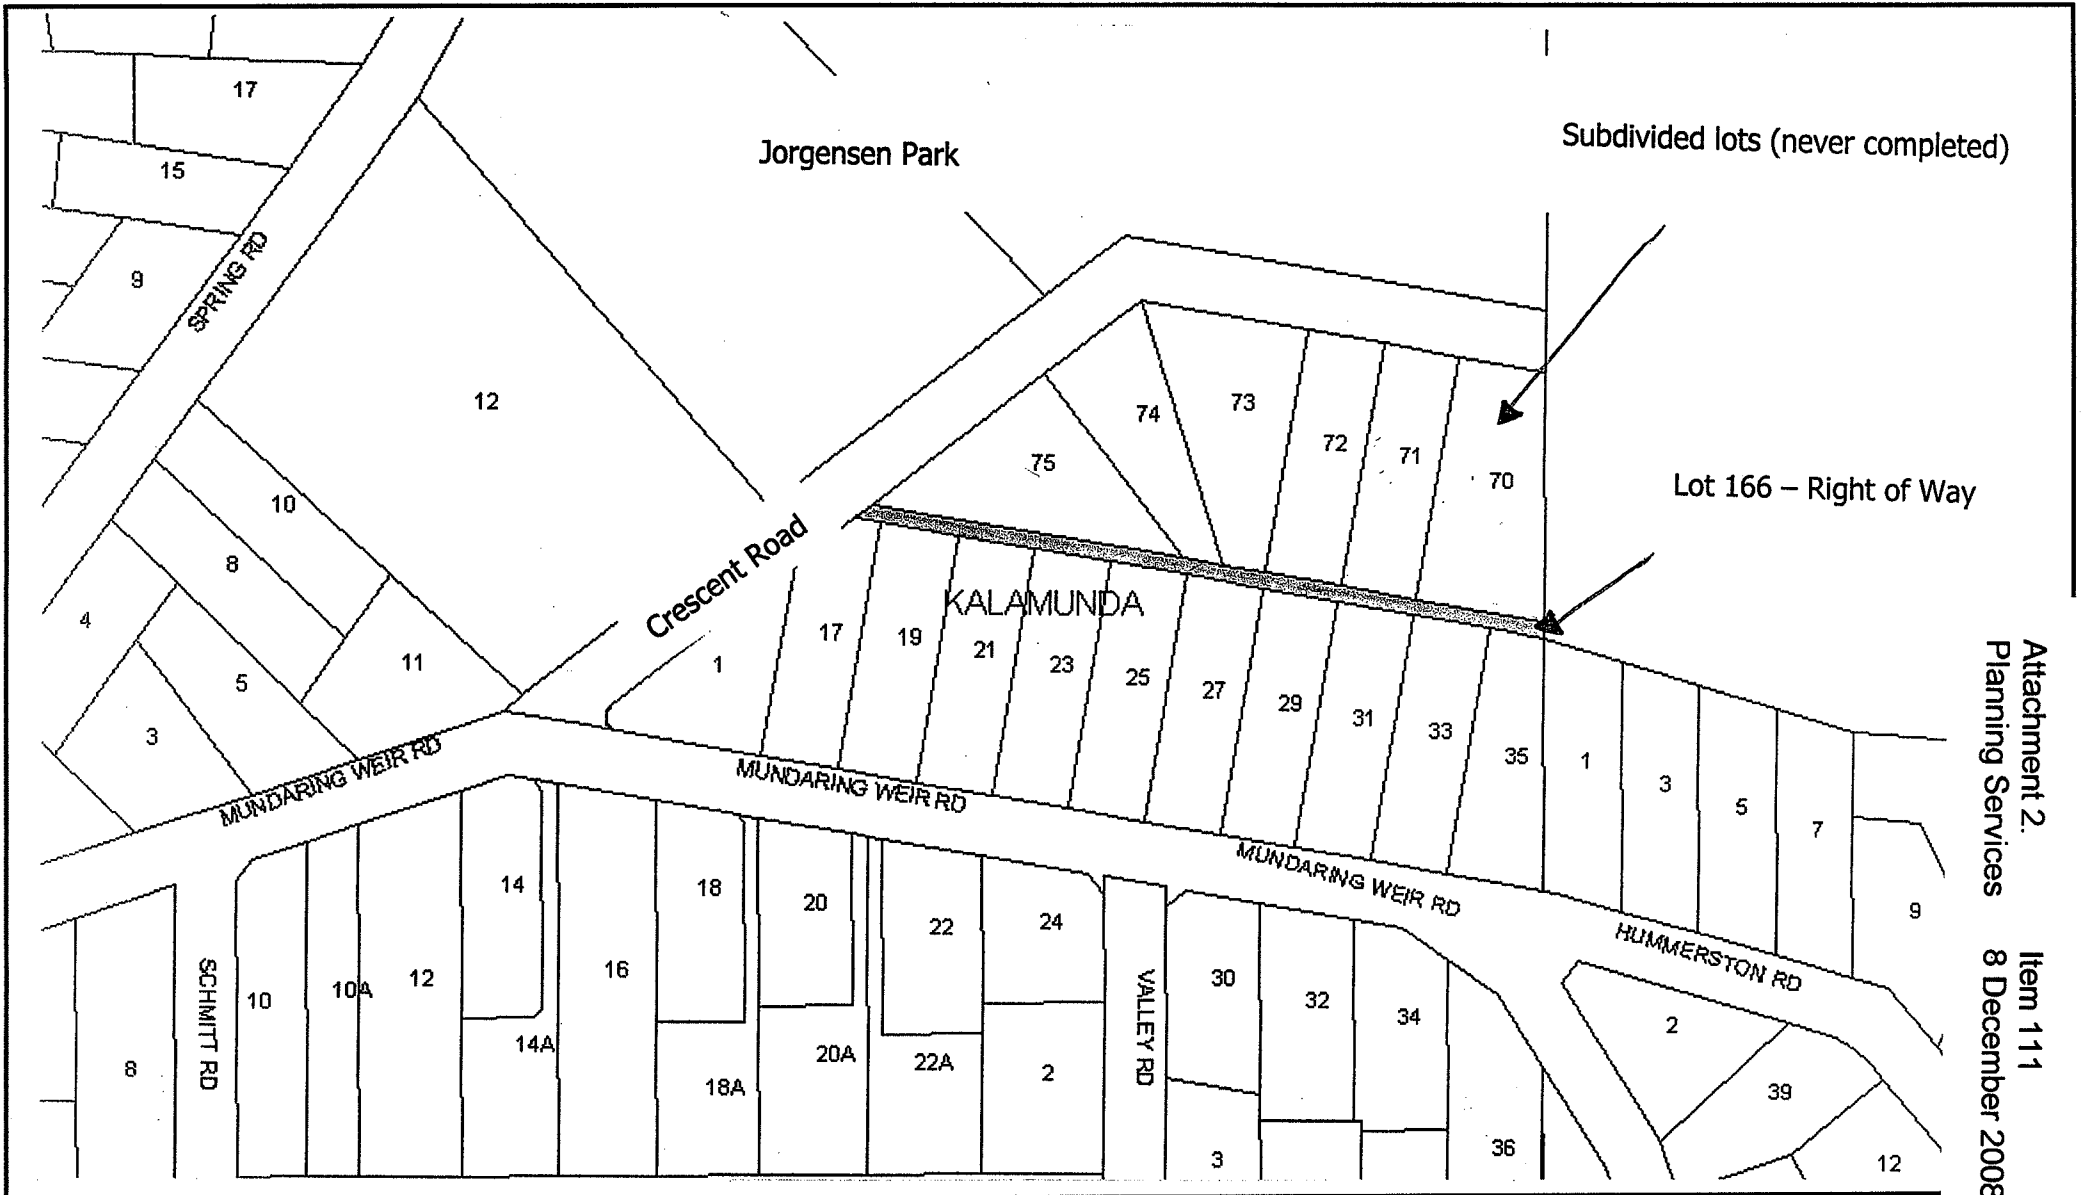 17
Jorgensen Park
Subdivided lots (never completed)
15
9
SPRING RD
12
74
73
72
71
70
75
10
8
Lot 166 – Right of Way
Crescent Road
KALAMUNDA
4
5
11
3
1
17
19
21
23
25
27
29
31
33
35
1
3
5
7
9
MUNDARING WEIR RD
MUNDARING WEIR RD
MUNDARING WEIR RD
HUMMERSTON RD
14
18
20
22
24
10
10A
12
16
30
32
34
2
SCHMITT RD
VALLEY RD
8
14A
18A
20A
22A
2
3
36
39
12
Attachment 2.
Planning Services
Item 111
8 December 2008